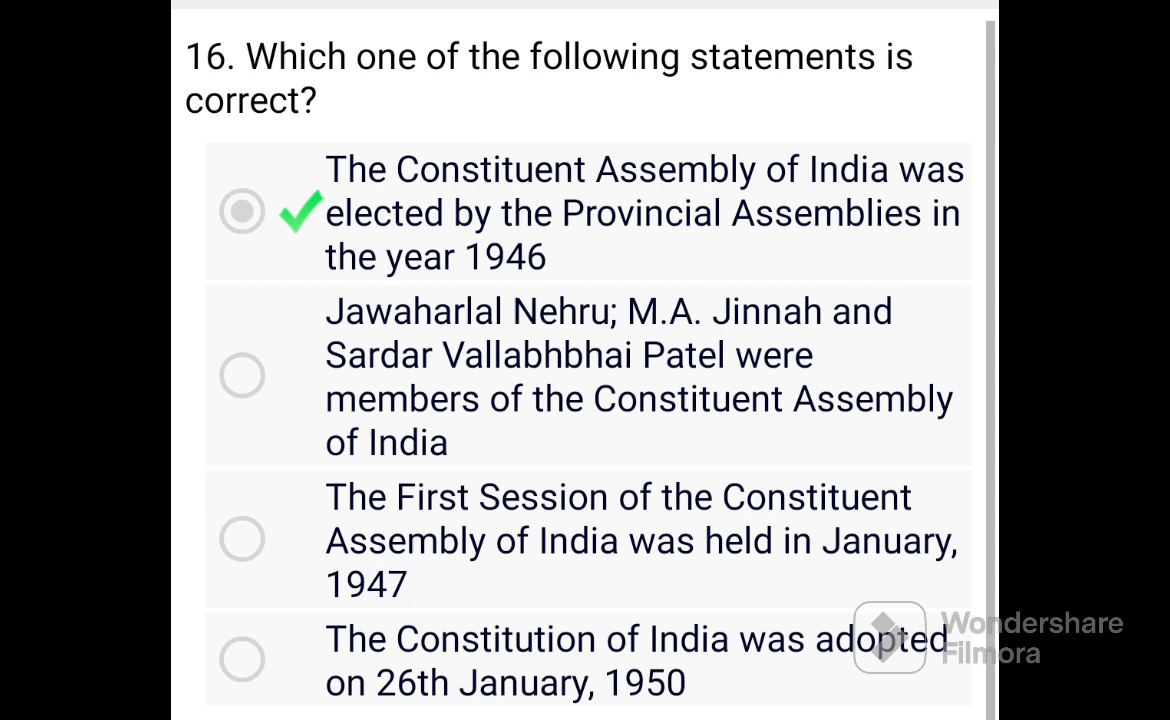 16. Which one of the following statements is
correct?
The Constituent Assembly of India was
elected by the Provincial Assemblies in
the year 1946
Jawaharlal Nehru; M.A. Jinnah and
Sardar Vallabhbhai Patel were
members of the Constituent Assembly
of India
The First Session of the Constituent
Assembly of India was held in January,
1947
The Constitution of India was adopted
on 26th January, 1950
Wondershare
Filmora